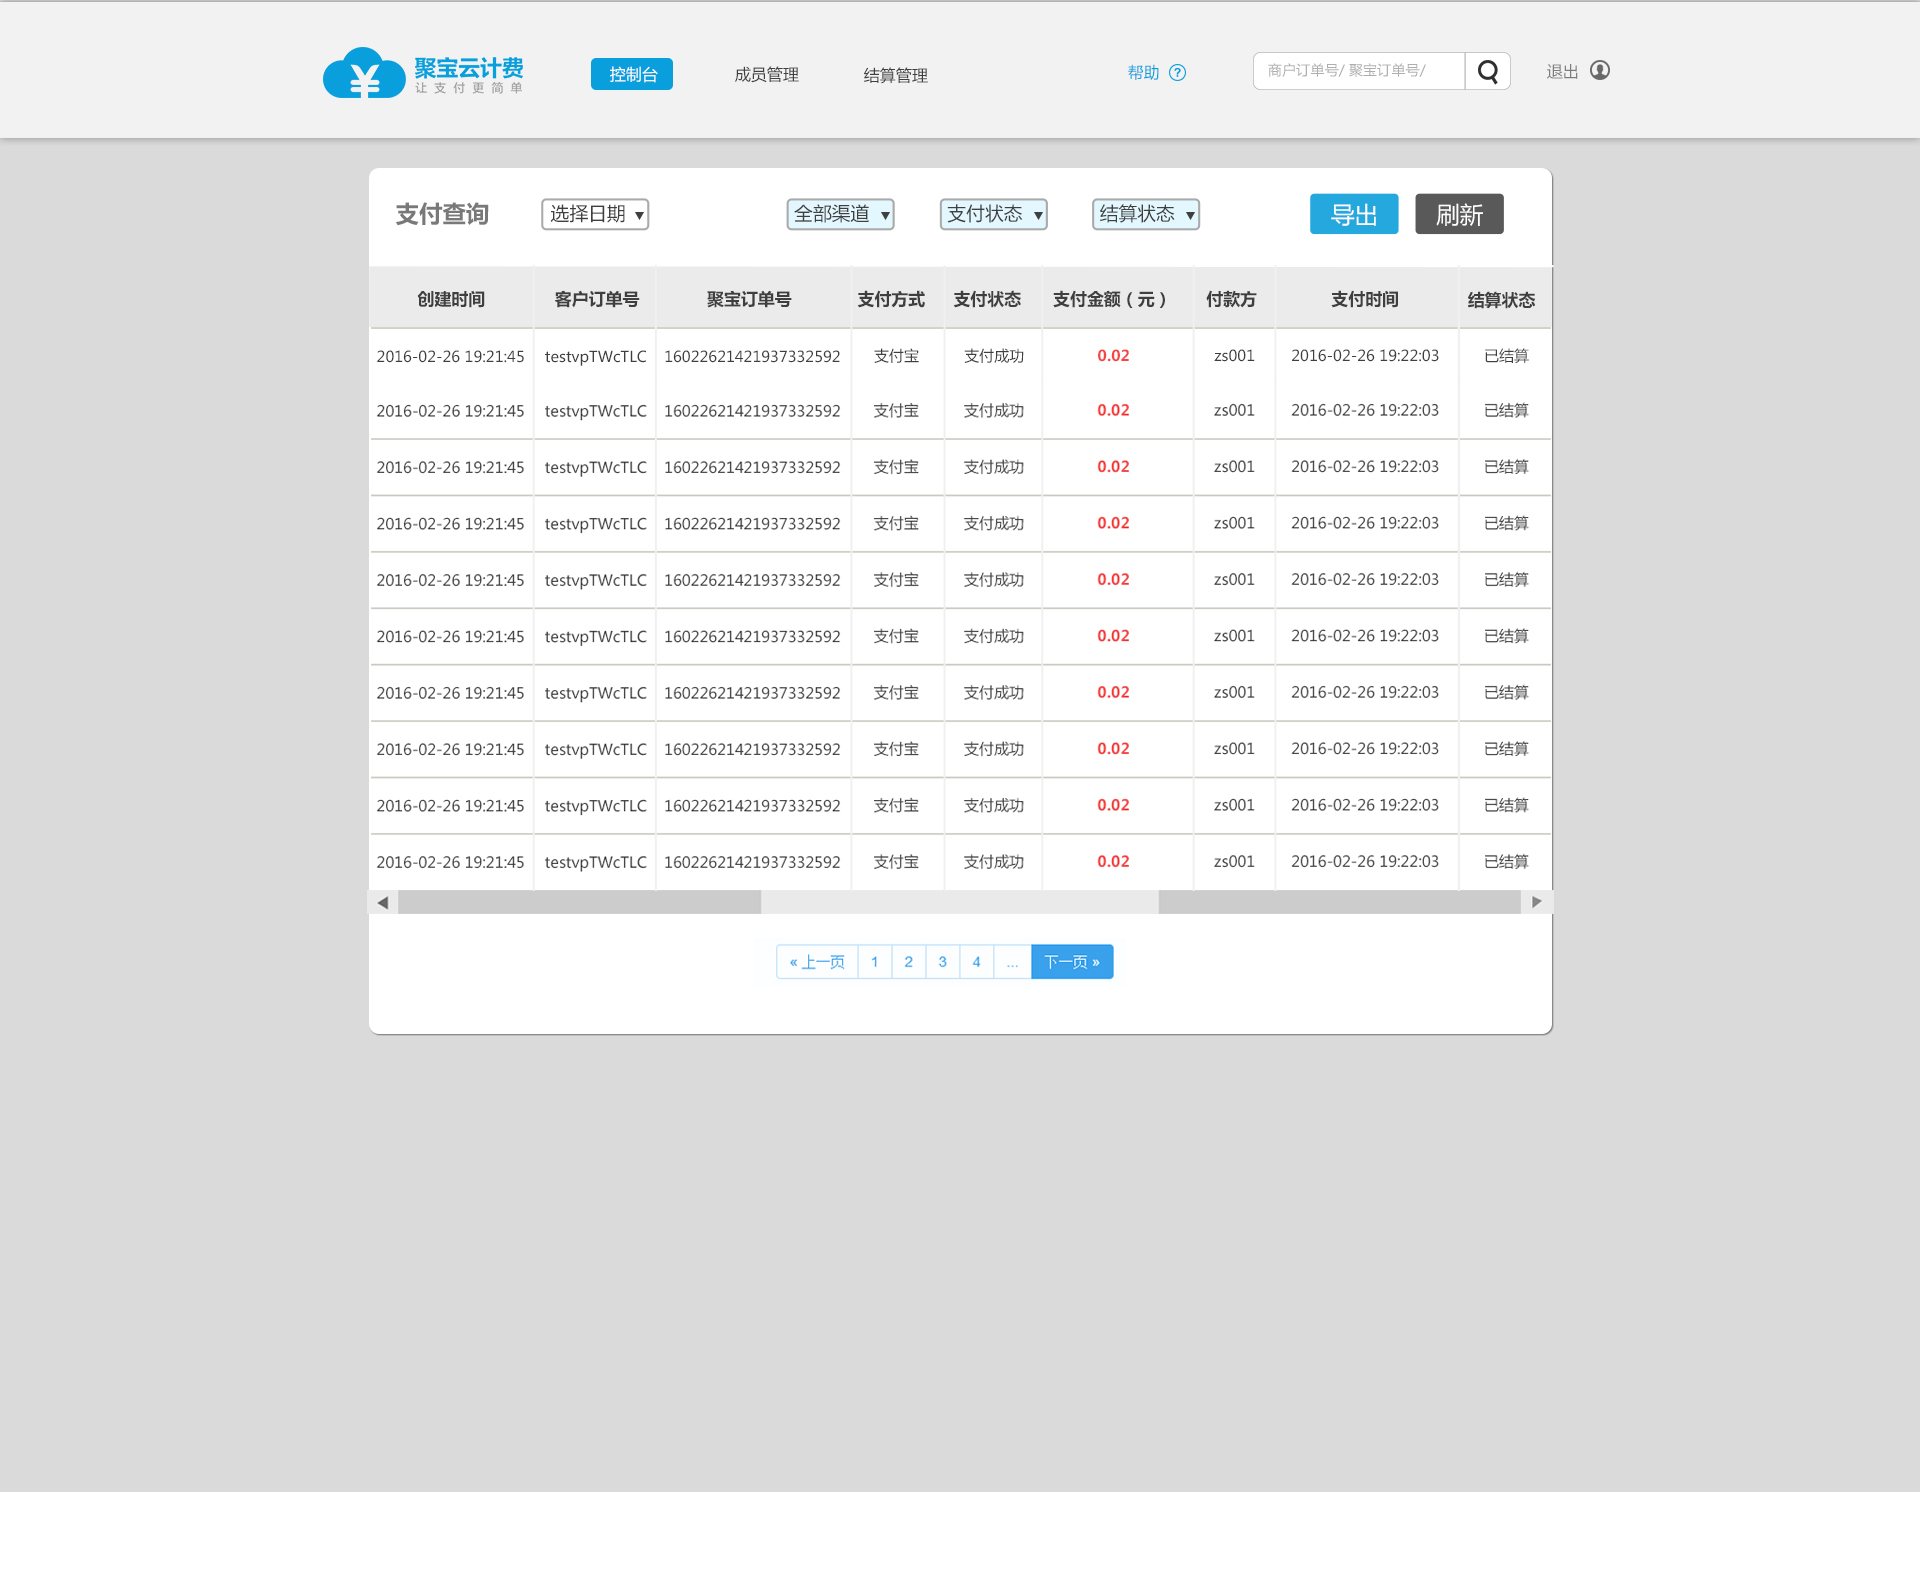 聚宝云计费
让支付更简单
控制台 成员管理 结算管理 帮助 ? 商户订单号/ 聚宝订单号/ 退出
支付查询 选择日期 ▼ 全部渠道 ▼ 支付状态 ▼ 结算状态 ▼ 导出 刷新
创建时间 客户订单号 聚宝订单号 支付方式 支付状态 支付金额（元） 付款方 支付时间 结算状态
2016-02-26 19:21:45 testvpTWcTLC 16022621421937332592 支付宝 支付成功 0.02 zs001 2016-02-26 19:22:03 已结算
2016-02-26 19:21:45 testvpTWcTLC 16022621421937332592 支付宝 支付成功 0.02 zs001 2016-02-26 19:22:03 已结算
2016-02-26 19:21:45 testvpTWcTLC 16022621421937332592 支付宝 支付成功 0.02 zs001 2016-02-26 19:22:03 已结算
2016-02-26 19:21:45 testvpTWcTLC 16022621421937332592 支付宝 支付成功 0.02 zs001 2016-02-26 19:22:03 已结算
2016-02-26 19:21:45 testvpTWcTLC 16022621421937332592 支付宝 支付成功 0.02 zs001 2016-02-26 19:22:03 已结算
2016-02-26 19:21:45 testvpTWcTLC 16022621421937332592 支付宝 支付成功 0.02 zs001 2016-02-26 19:22:03 已结算
2016-02-26 19:21:45 testvpTWcTLC 16022621421937332592 支付宝 支付成功 0.02 zs001 2016-02-26 19:22:03 已结算
2016-02-26 19:21:45 testvpTWcTLC 16022621421937332592 支付宝 支付成功 0.02 zs001 2016-02-26 19:22:03 已结算
2016-02-26 19:21:45 testvpTWcTLC 16022621421937332592 支付宝 支付成功 0.02 zs001 2016-02-26 19:22:03 已结算
2016-02-26 19:21:45 testvpTWcTLC 16022621421937332592 支付宝 支付成功 0.02 zs001 2016-02-26 19:22:03 已结算
« 上一页 1 2 3 4 ... 下一页 »